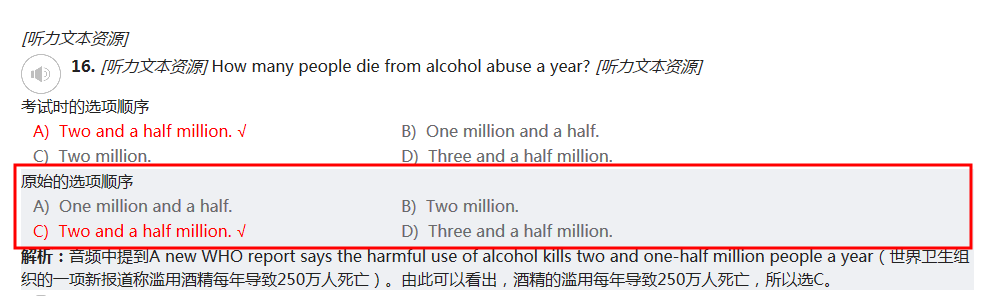 [听力文本资源]
16. [听力文本资源] How many people die from alcohol abuse a year? [听力文本资源]
考试时的选项顺序
A) Two and a half million. √ B) One million and a half.
C) Two million. D) Three and a half million.
原始的选项顺序
A) One million and a half. B) Two million.
C) Two and a half million. √ D) Three and a half million.
解析：音频中提到A new WHO report says the harmful use of alcohol kills two and one-half million people a year（世界卫生组
织的一项新报道称滥用酒精每年导致250万人死亡）。由此可以看出，酒精的滥用每年导致250万人死亡，所以选C。